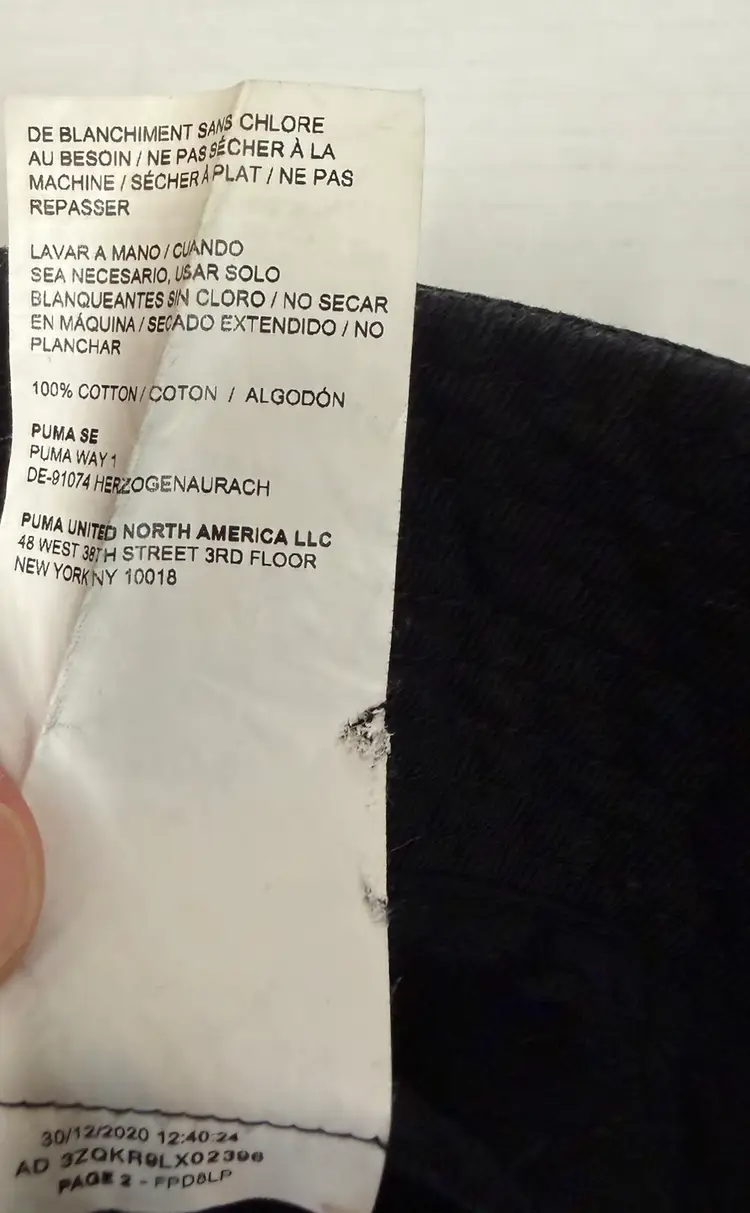 DE BLANCHIMENT SANS CHLORE
AU BESOIN / NE PAS SÉCHER À LA
MACHINE / SÉCHER À PLAT / NE PAS
REPASSER
LAVAR A MANO / CUANDO
SEA NECESARIO, USAR SOLO
BLANQUEANTES SIN CLORO / NO SECAR
EN MÁQUINA / SECADO EXTENDIDO / NO
PLANCHAR
100% COTTON / COTON / ALGODÓN
PUMA SE
PUMA WAY 1
DE-91074 HERZOGENAURACH
PUMA UNITED NORTH AMERICA LLC
48 WEST 38TH STREET 3RD FLOOR
NEW YORK NY 10018
30/12/2020 12:40:24
AD 3ZQKR9LX02396
PAGE 2 - FPD8LP